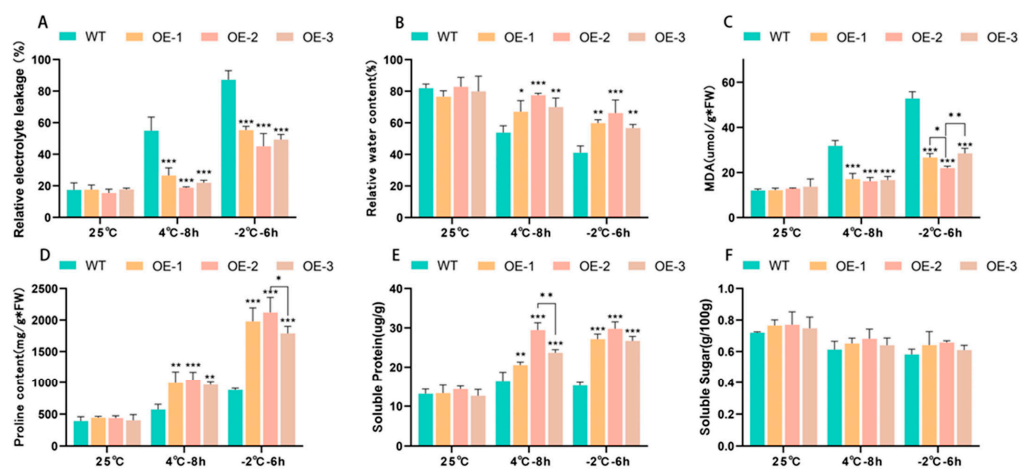 A
WT OE-1 OE-2 OE-3
Relative electrolyte leakage (%)
100
80
60
40
20
0
*** *** ***
*** *** ***
25℃ 4℃-8h -2℃-6h
B
WT OE-1 OE-2 OE-3
Relative water content(%)
100
80
60
40
20
0
* *** **
** *** **
25℃ 4℃-8h -2℃-6h
C
WT OE-1 OE-2 OE-3
MDA(umol/g*FW)
60
40
20
0
*** *** ***
*** *** ***
* **
25℃ 4℃-8h -2℃-6h
D
WT OE-1 OE-2 OE-3
Proline content(mg/g*FW)
2500
2000
1500
1000
500
0
** *** **
*** *** ***
*
25℃ 4℃-8h -2℃-6h
E
WT OE-1 OE-2 OE-3
Soluble Protein(ug/g)
40
30
20
10
0
** *** ***
**
*** *** ***
25℃ 4℃-8h -2℃-6h
F
WT OE-1 OE-2 OE-3
Soluble Sugar(g/100g)
1.0
0.8
0.6
0.4
0.2
0.0
25℃ 4℃-8h -2℃-6h